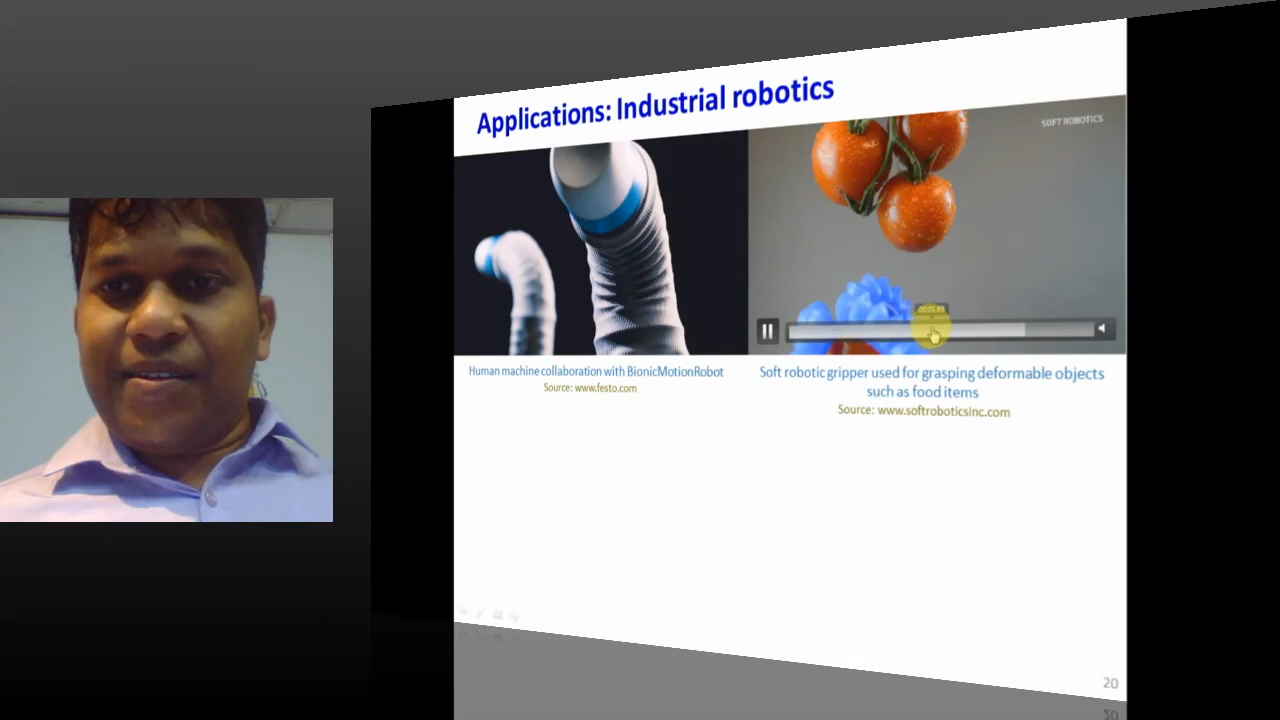 Applications: Industrial robotics
SOFT ROBOTICS
Human machine collaboration with BionicMotionRobot
Source: www.festo.com
Soft robotic gripper used for grasping deformable objects
such as food items
Source: www.softroboticsinc.com
20